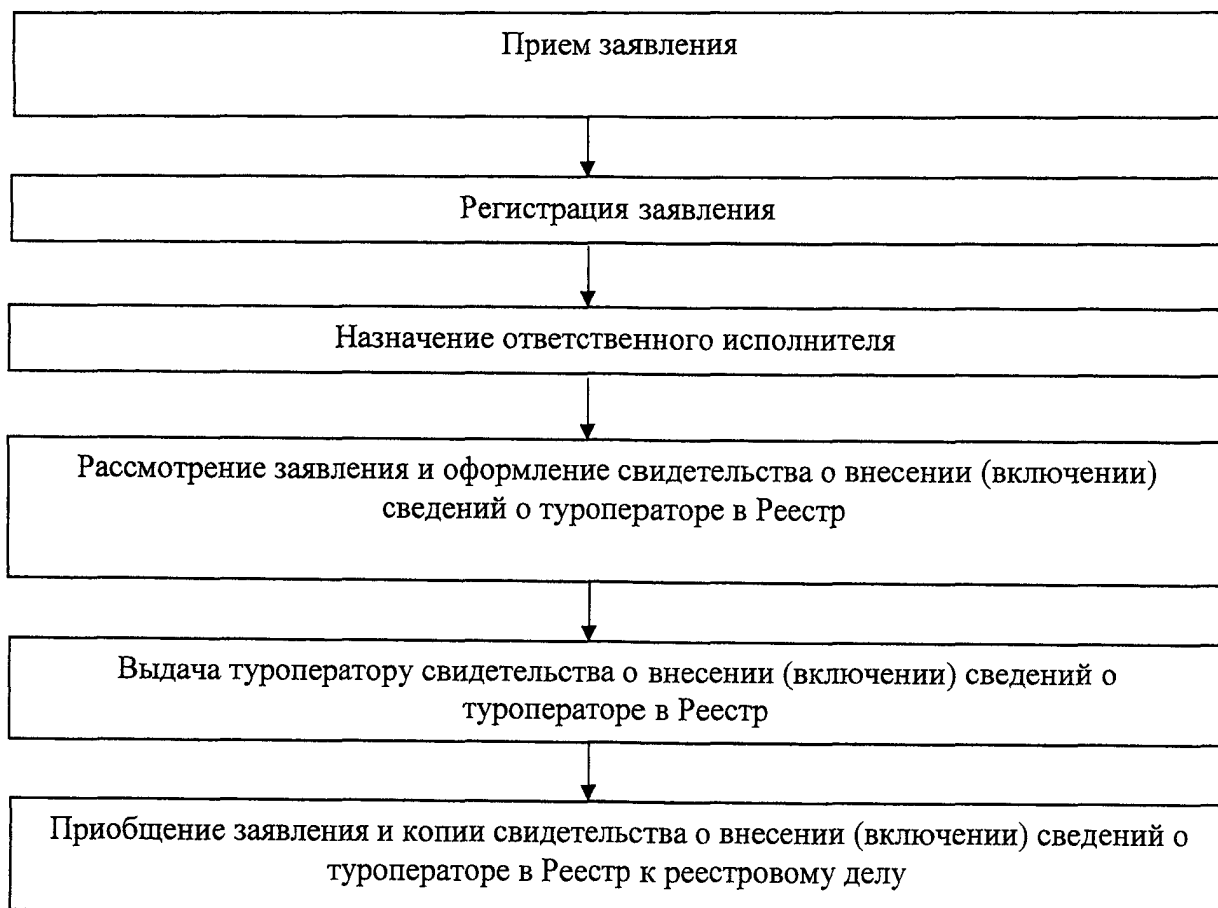 Прием заявления
Регистрация заявления
Назначение ответственного исполнителя
Рассмотрение заявления и оформление свидетельства о внесении (включении)
сведений о туроператоре в Реестр
Выдача туроператору свидетельства о внесении (включении) сведений о
туроператоре в Реестр
Приобщение заявления и копии свидетельства о внесении (включении) сведений о
туроператоре в Реестр к реестровому делу